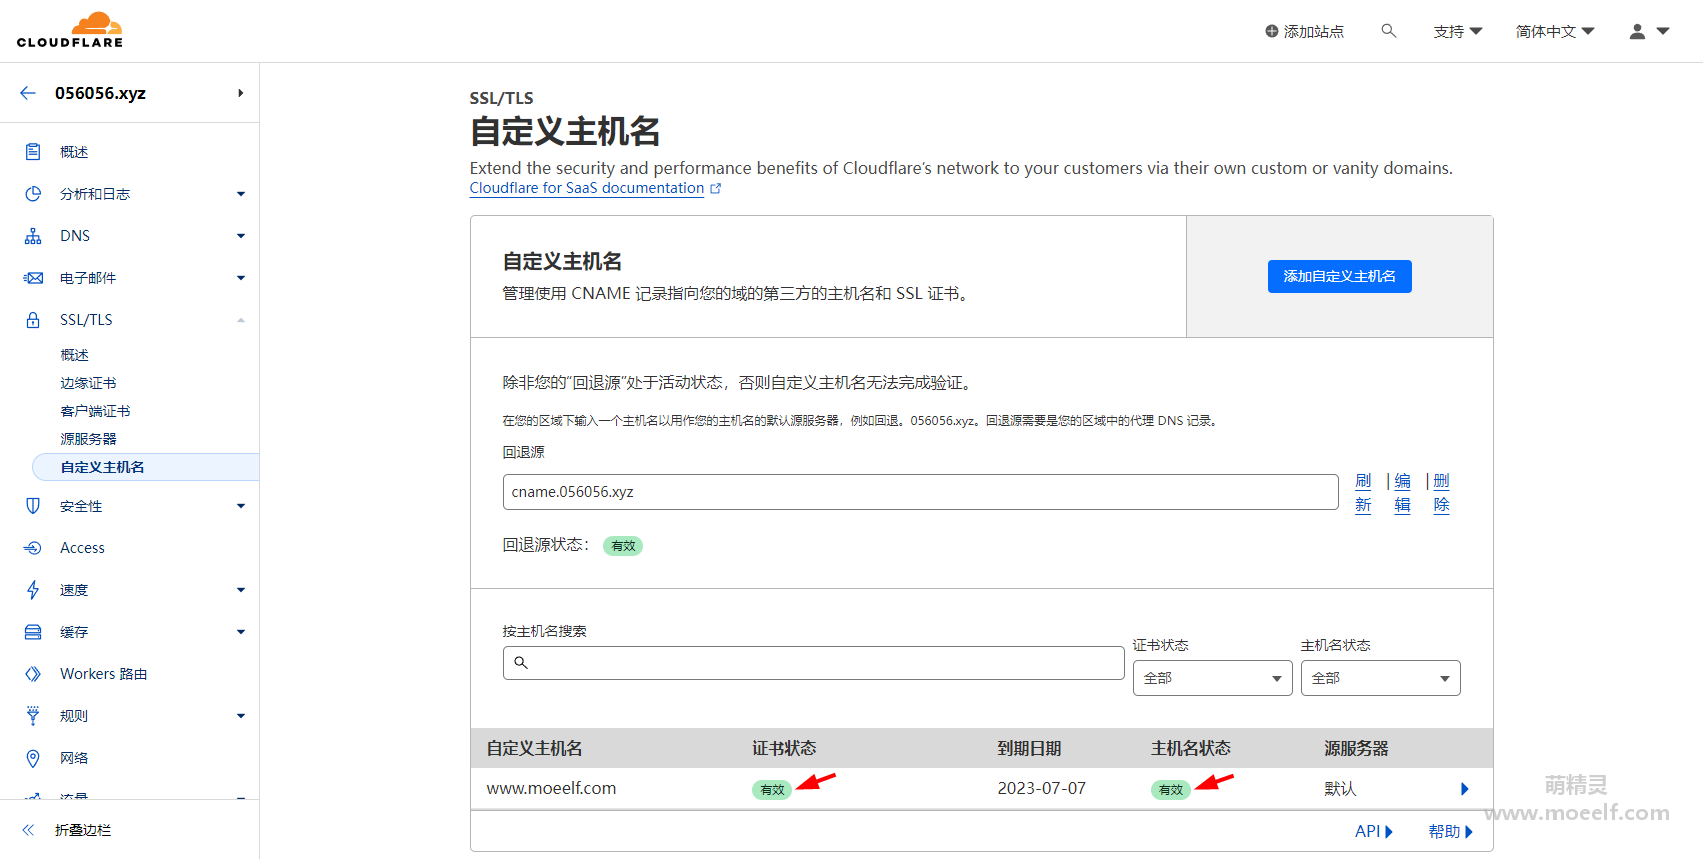 CLOUDFLARE
添加站点
支持
简体中文
056056.xyz
概述
分析和日志
DNS
电子邮件
SSL/TLS
概述
边缘证书
客户端证书
源服务器
自定义主机名
安全性
Access
速度
缓存
Workers 路由
规则
网络
流量
折叠边栏
SSL/TLS
自定义主机名
Extend the security and performance benefits of Cloudflare’s network to your customers via their own custom or vanity domains.
Cloudflare for SaaS documentation
自定义主机名
管理使用 CNAME 记录指向您的域的第三方的主机名和 SSL 证书。
添加自定义主机名
除非您的“回退源”处于活动状态，否则自定义主机名无法完成验证。
在您的区域下输入一个主机名以用作您的主机名的默认源服务器，例如回退。056056.xyz。回退源需要是您的区域中的代理 DNS 记录。
回退源
cname.056056.xyz
刷新 | 编辑 | 删除
回退源状态： 有效
按主机名搜索
证书状态
全部
主机名状态
全部
自定义主机名 证书状态 到期日期 主机名状态 源服务器
www.moeelf.com 有效 2023-07-07 有效 默认
API 帮助
萌精灵
www.moeelf.com